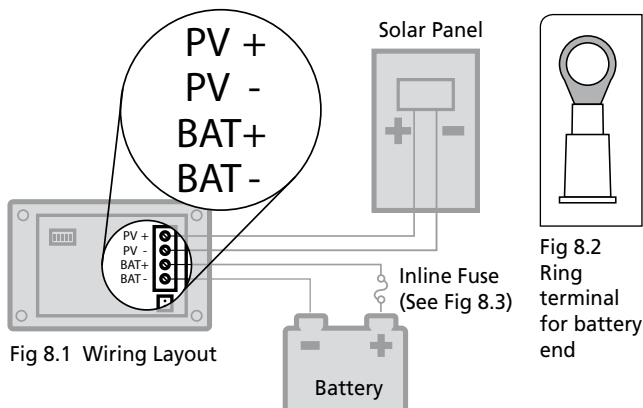 PV +
PV -
BAT+
BAT -
Solar Panel
+ -
PV +
PV -
BAT+
BAT -
Inline Fuse
(See Fig 8.3)
- +
Battery
Fig 8.1 Wiring Layout
Fig 8.2
Ring
terminal
for battery
end